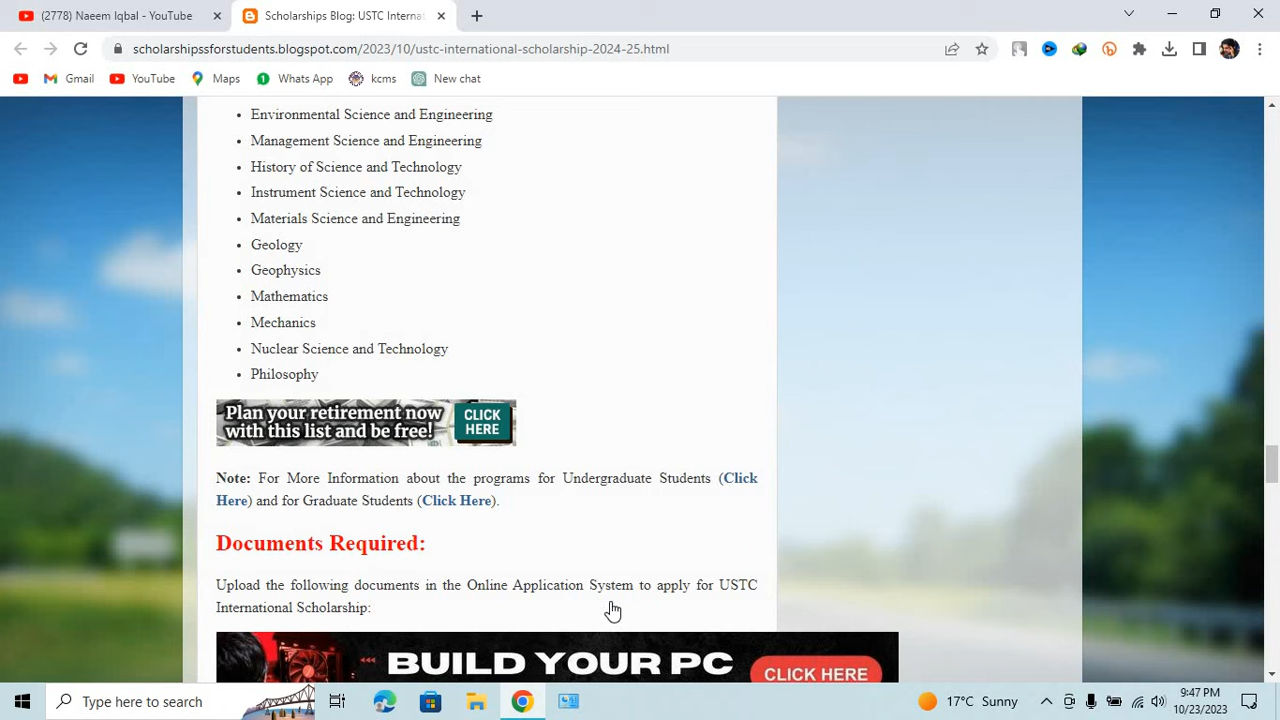 (2778) Naeem Iqbal - YouTube
Scholarships Blog: USTC Interna
scholarshipssforstudents.blogspot.com/2023/10/ustc-international-scholarship-2024-25.html
Gmail
YouTube
Maps
1
Whats App
kcms
New chat
Environmental Science and Engineering
Management Science and Engineering
History of Science and Technology
Instrument Science and Technology
Materials Science and Engineering
Geology
Geophysics
Mathematics
Mechanics
Nuclear Science and Technology
Philosophy
Plan your retirement now
with this list and be free!
CLICK
HERE
Note: For More Information about the programs for Undergraduate Students (Click
Here) and for Graduate Students (Click Here).
Documents Required:
Upload the following documents in the Online Application System to apply for USTC
International Scholarship:
BUILD YOUR PC
CLICK HERE
Type here to search
17°C Sunny
9:47 PM
10/23/2023